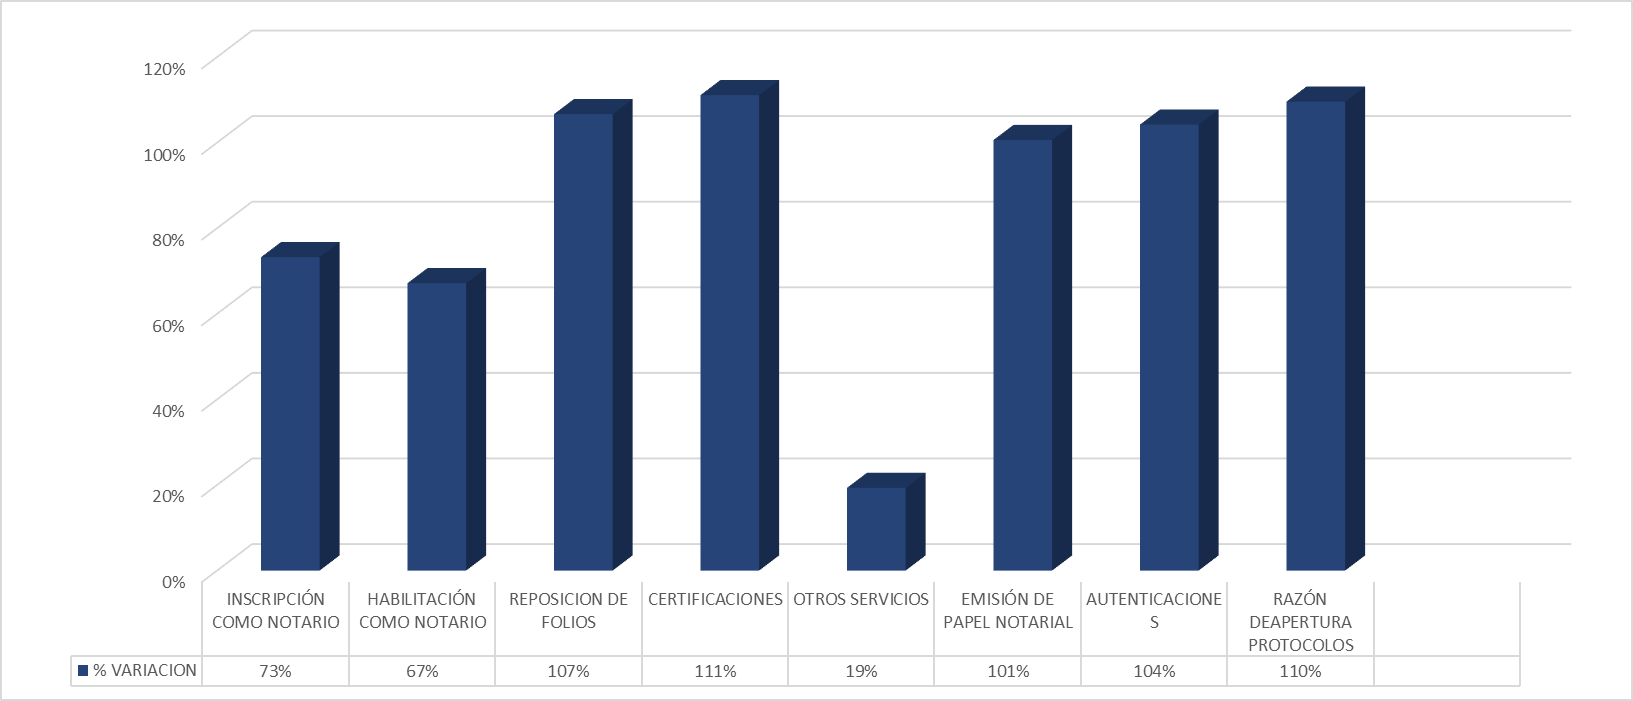 120%
100%
80%
60%
40%
20%
0%
INSCRIPCIÓN
COMO NOTARIO
HABILITACIÓN
COMO NOTARIO
REPOSICION DE
FOLIOS
CERTIFICACIONES
OTROS SERVICIOS
EMISIÓN DE
PAPEL NOTARIAL
AUTENTICACIONE
S
RAZÓN
DEAPERTURA
PROTOCOLOS
% VARIACION 73% 67% 107% 111% 19% 101% 104% 110%